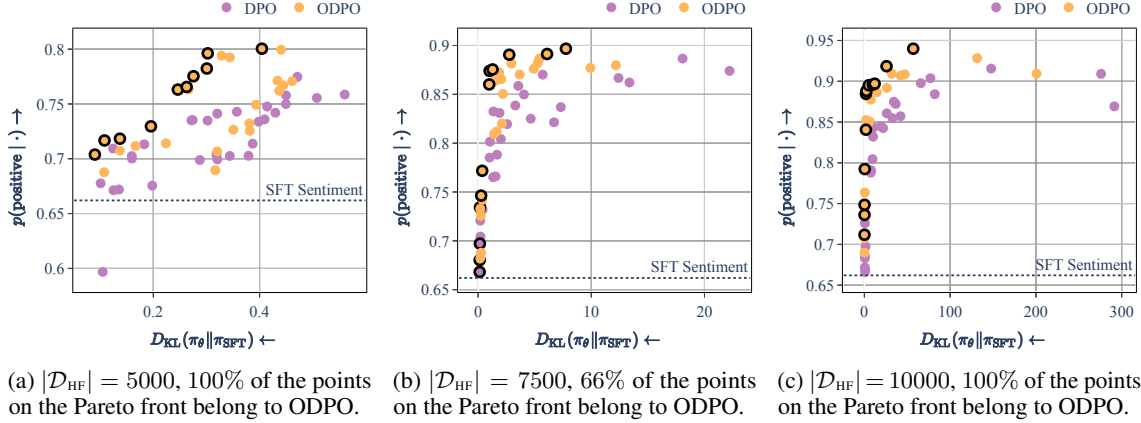 DPO ODPO
DPO ODPO
DPO ODPO
0.8
0.75
0.7
0.65
0.6
p(positive | ·) →
SFT Sentiment
0.2 0.4
D_KL(π_θ‖π_SFT) ←
0.9
0.85
0.8
0.75
0.7
0.65
p(positive | ·) →
SFT Sentiment
0 10 20
D_KL(π_θ‖π_SFT) ←
0.95
0.9
0.85
0.8
0.75
0.7
0.65
p(positive | ·) →
SFT Sentiment
0 100 200 300
D_KL(π_θ‖π_SFT) ←
(a) |𝒟_HF| = 5000, 100% of the points
on the Pareto front belong to ODPO.
(b) |𝒟_HF| = 7500, 66% of the points
on the Pareto front belong to ODPO.
(c) |𝒟_HF| = 10000, 100% of the points
on the Pareto front belong to ODPO.